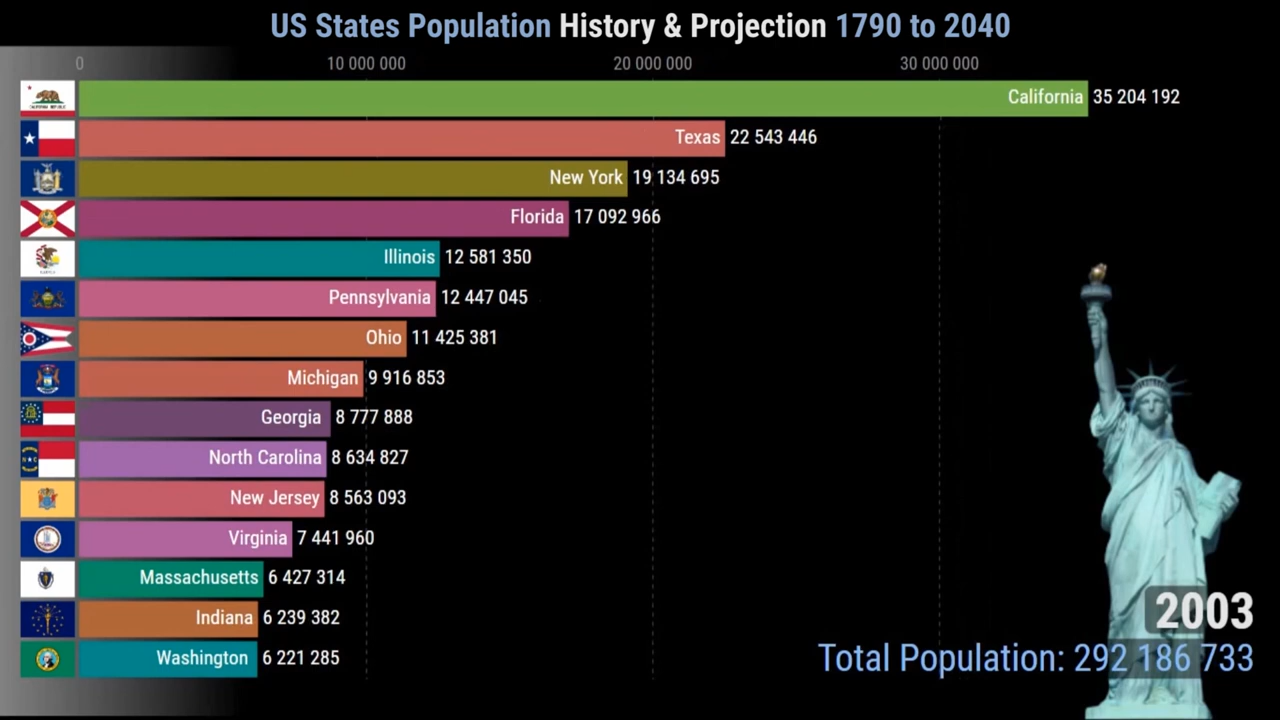 US States Population History & Projection 1790 to 2040
0 10 000 000 20 000 000 30 000 000
California 35 204 192
Texas 22 543 446
New York 19 134 695
Florida 17 092 966
Illinois 12 581 350
Pennsylvania 12 447 045
Ohio 11 425 381
Michigan 9 916 853
Georgia 8 777 888
North Carolina 8 634 827
New Jersey 8 563 093
Virginia 7 441 960
Massachusetts 6 427 314
Indiana 6 239 382
Washington 6 221 285
2003
Total Population: 292 186 733